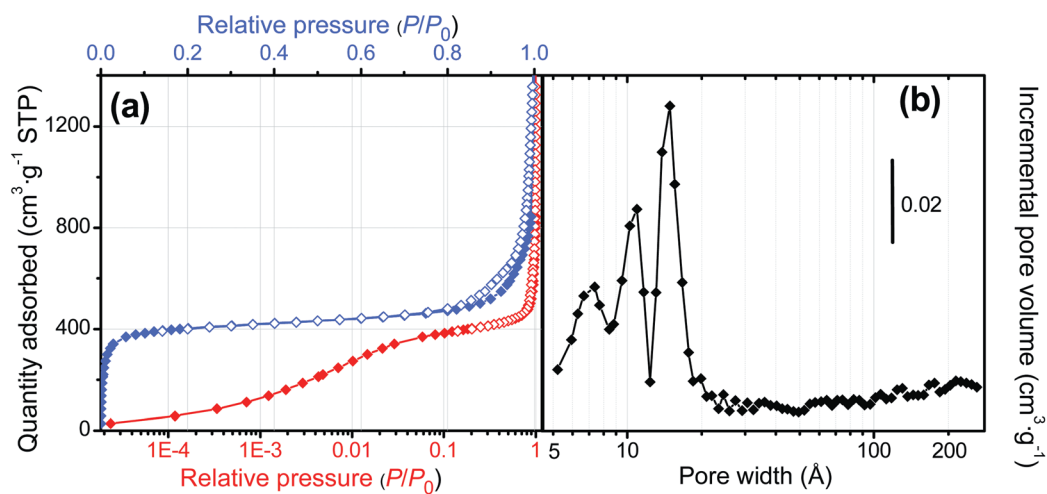 Relative pressure (P/P₀)
0.0 0.2 0.4 0.6 0.8 1.0
(a)
(b)
Quantity adsorbed (cm³·g⁻¹ STP)
1200
800
400
0
0.02
Incremental pore volume (cm³·g⁻¹)
1E-4 1E-3 0.01 0.1 1
Relative pressure (P/P₀)
5 10 100 200
Pore width (Å)